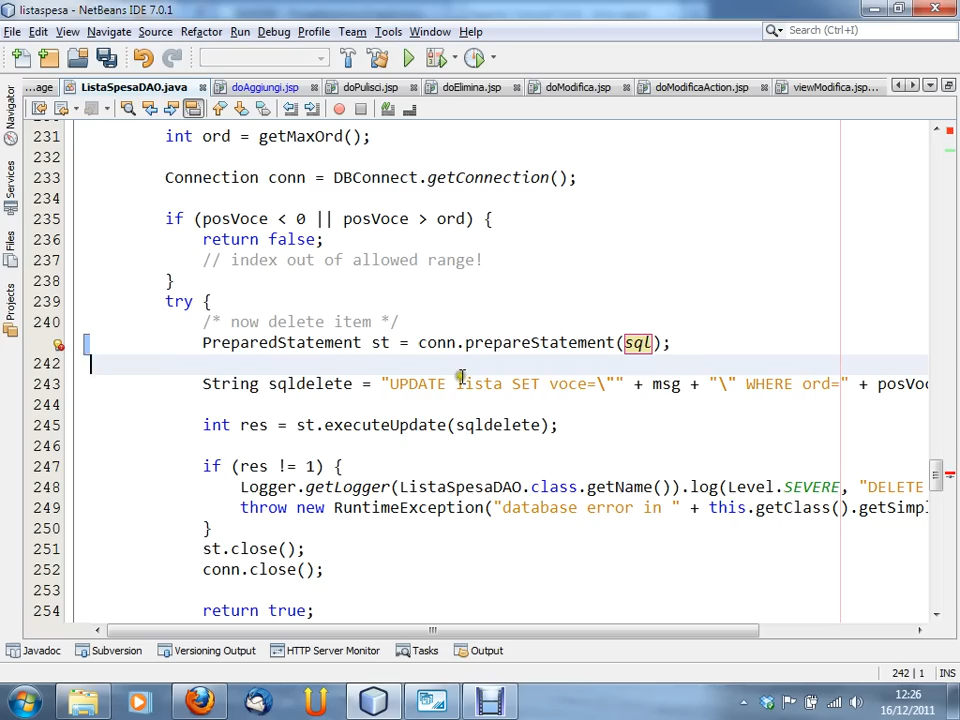 listaspesa - NetBeans IDE 7.0.1
File Edit View Navigate Source Refactor Run Debug Profile Team Tools Window Help
Search (Ctrl+I)
...age ListaSpesaDAO.java doAggiungi.jsp doPulisci.jsp doElimina.jsp doModifica.jsp doModificaAction.jsp viewModifica.jsp...
Navigator
Services
Files
Projects
231 int ord = getMaxOrd();
232
233 Connection conn = DBConnect.getConnection();
234
235 if (posVoce < 0 || posVoce > ord) {
236 return false;
237 // index out of allowed range!
238 }
239 try {
240 /* now delete item */
PreparedStatement st = conn.prepareStatement(sql);
242
243 String sqldelete = "UPDATE lista SET voce=\"" + msg + "\" WHERE ord=" + posVoc
244
245 int res = st.executeUpdate(sqldelete);
246
247 if (res != 1) {
248 Logger.getLogger(ListaSpesaDAO.class.getName()).log(Level.SEVERE, "DELETE
249 throw new RuntimeException("database error in " + this.getClass().getSimpl
250 }
251 st.close();
252 conn.close();
253
254 return true;
Javadoc Subversion Versioning Output HTTP Server Monitor Tasks Output
242 | 1 INS
12:26
16/12/2011